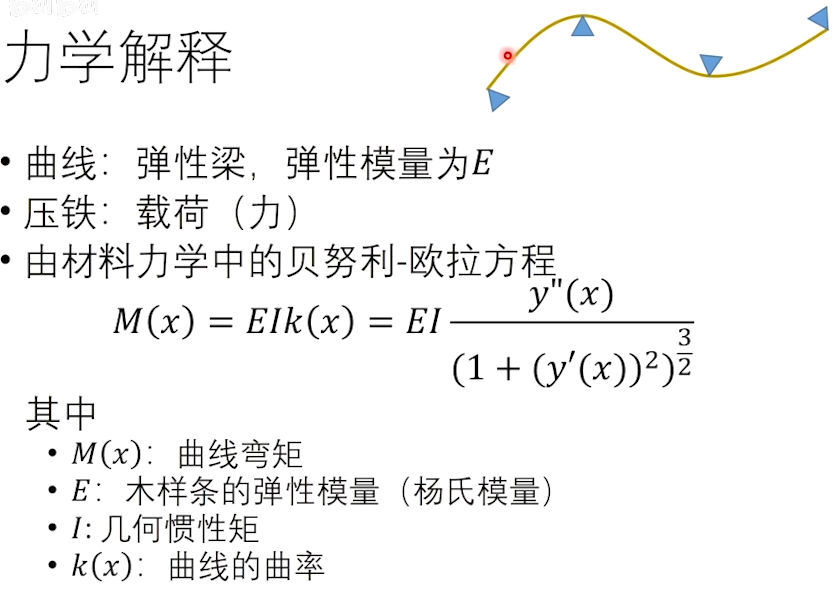 力学解释
• 曲线：弹性梁，弹性模量为E
• 压铁：载荷（力）
• 由材料力学中的贝努利-欧拉方程
M(x) = EIk(x) = EI y"(x) / (1 + (y′(x))²)^(3/2)
其中
• M(x)：曲线弯矩
• E：木样条的弹性模量（杨氏模量）
• I: 几何惯性矩
• k(x)：曲线的曲率